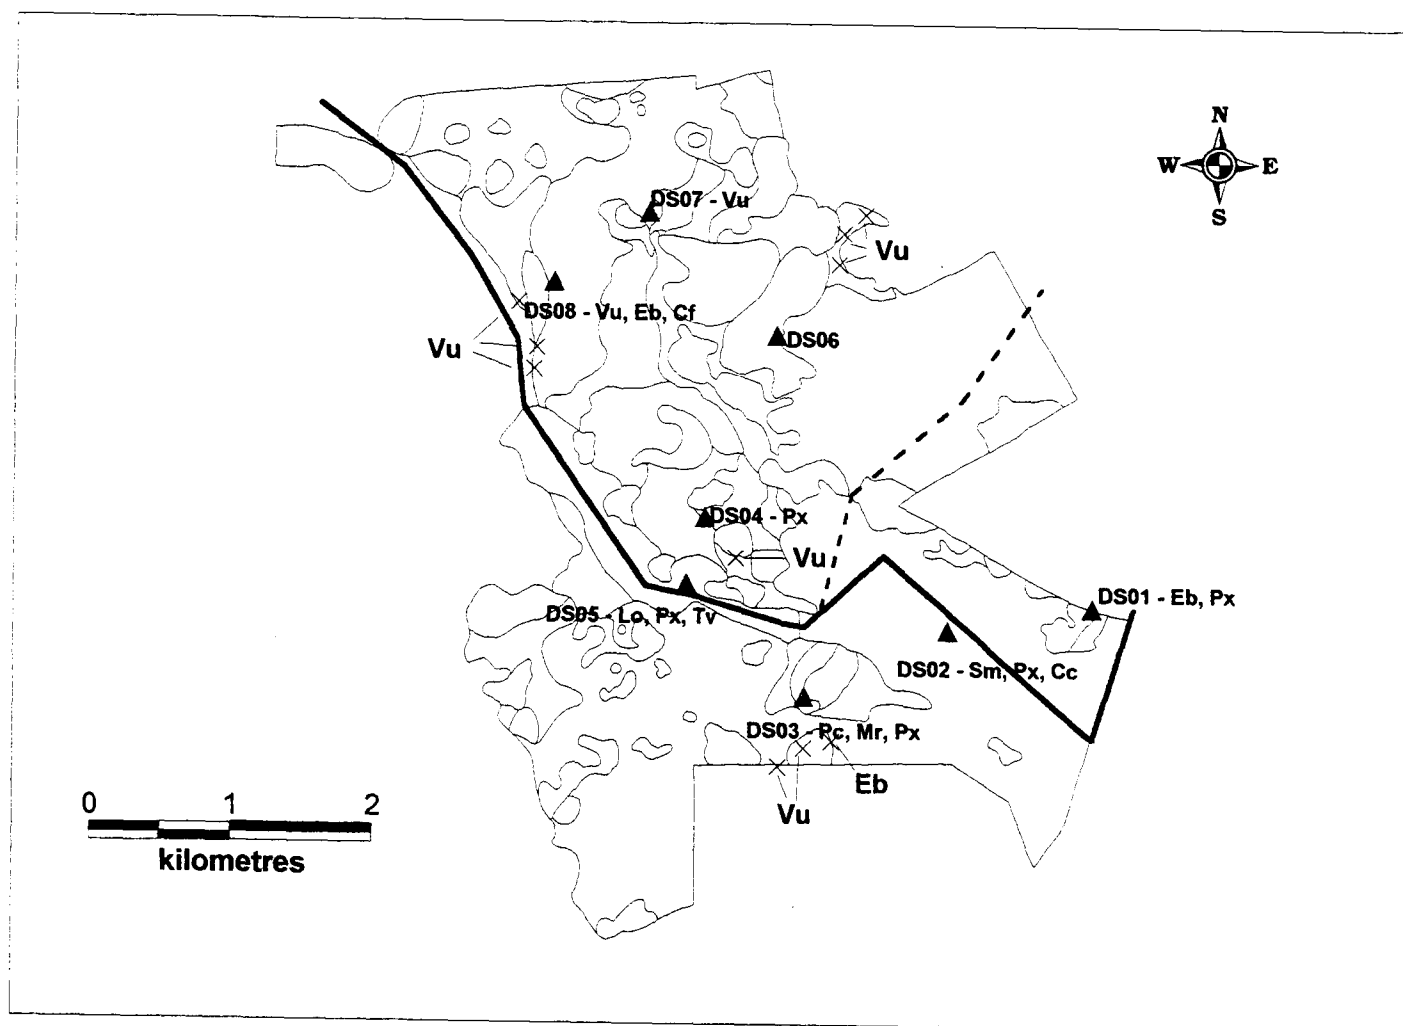 N
W E
S
DS07 - Vu
Vu
DS08 - Vu, Eb, Cf
Vu
DS06
DS04 - Px
Vu
DS01 - Eb, Px
DS05 - Lo, Px, Tv
DS02 - Sm, Px, Cc
DS03 - Pc, Mr, Px
Eb
Vu
0 1 2
kilometres